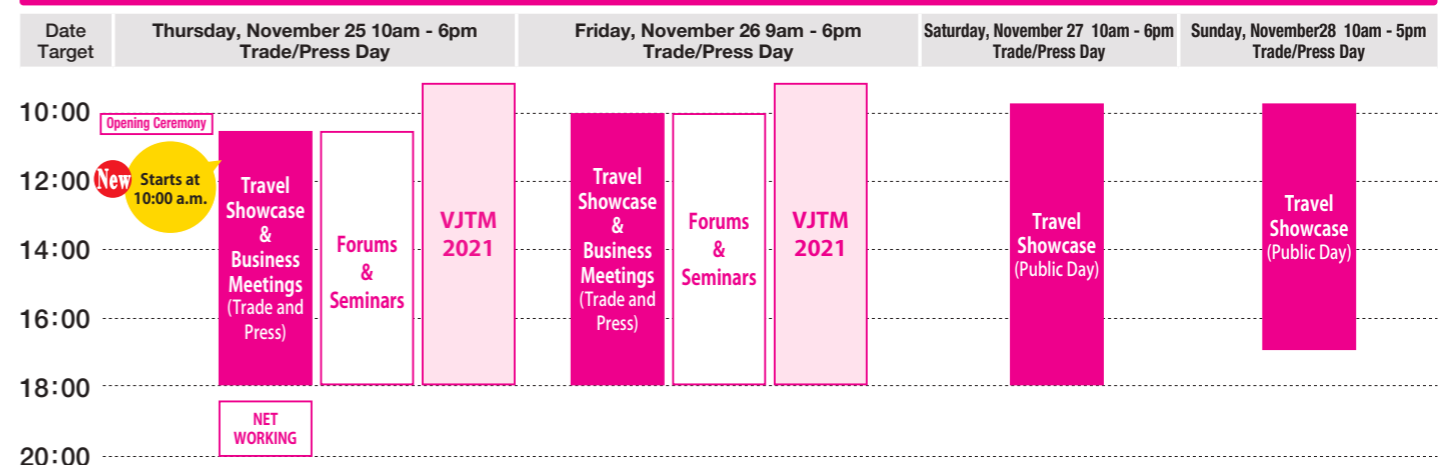 Date
Target
Thursday, November 25 10am - 6pm
Trade/Press Day
Friday, November 26 9am - 6pm
Trade/Press Day
Saturday, November 27 10am - 6pm
Trade/Press Day
Sunday, November28 10am - 5pm
Trade/Press Day
10:00
12:00
14:00
16:00
18:00
20:00
Opening Ceremony
New
Starts at
10:00 a.m.
Travel
Showcase
&
Business
Meetings
(Trade and
Press)
Forums
&
Seminars
VJTM
2021
NET
WORKING
Travel
Showcase
&
Business
Meetings
(Trade and
Press)
Forums
&
Seminars
VJTM
2021
Travel
Showcase
(Public Day)
Travel
Showcase
(Public Day)